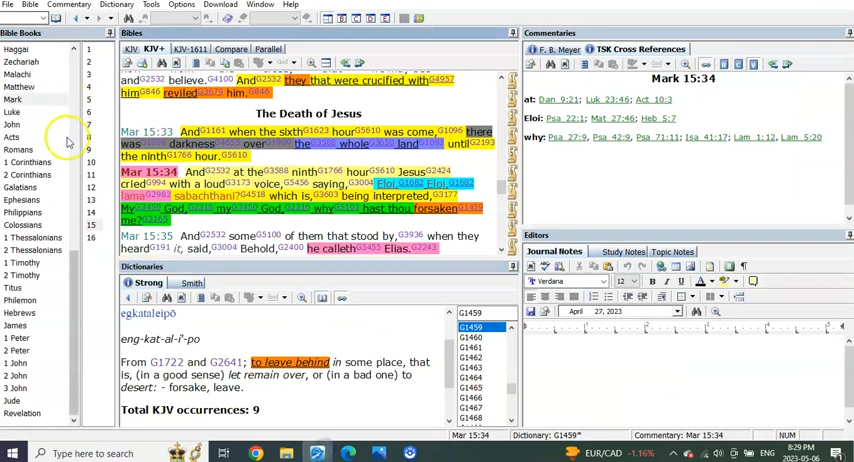 File View Commentary Dictionary Tools Options Download Window Help
Bible Books
Haggai 1
Zechariah 2
Malachi 3
Matthew 4
Mark 5
Luke 6
John 7
Acts 8
Romans 9
1 Corinthians 10
2 Corinthians 11
Galatians 12
Ephesians 13
Philippians 14
Colossians 15
1 Thessalonians 16
2 Thessalonians
1 Timothy
2 Timothy
Titus
Philemon
Hebrews
James
1 Peter
2 Peter
1 John
2 John
3 John
Jude
Revelation
Bibles
KJV KJV+ KJV-1611 Compare Parallel
and G2532 believe. G4100 And G2532 they that were crucified with G4957
him G846 reviled G3679 him. G846
The Death of Jesus
Mar 15:33 And G1161 when the sixth G1623 hour G5610 was come, G1096 there
was G1096 darkness G4655 over G1909 the G3588 whole G3650 land G1093 until G2193
the ninth G1766 hour. G5610
Mar 15:34 And G2532 at the ninth G1766 hour G5610 Jesus G2424
cried G994 with a loud G3173 voice, G5456 saying, G3004 Eloi, G1682 Eloi, G1682
lama G2982 sabachthani? G4518 which is, G3603 being interpreted, G3177
My G3450 God, G2316 my G3450 God, G2316 why G5101 hast thou forsaken G1459
me? G3165
Mar 15:35 And G2532 some G5100 of them that stood by, G3936 when they
heard G191 it, said, G3004 Behold, G2400 he calleth G5455 Elias. G2243
Dictionaries
Strong Smith
G1459
egkataleipō
eng-kat-al-i'-po
From G1722 and G2641; to leave behind in some place, that
is, (in a good sense) let remain over, or (in a bad one) to
desert: - forsake, leave.
Total KJV occurrences: 9
G1459
G1460
G1461
G1462
G1463
G1464
G1465
G1466
G1467
G1468
Commentaries
F. B. Meyer TSK Cross References
Mark 15:34
at: Dan 9:21; Luk 23:46; Act 10:3
Eloi: Psa 22:1; Mat 27:46; Heb 5:7
why: Psa 27:9, Psa 42:9, Psa 71:11; Isa 41:17; Lam 1:12, Lam 5:20
Editors
Journal Notes Study Notes Topic Notes
Verdana 12
April 27, 2023
Mar 15:34 Dictionary: G1459* Commentary: Mar 15:34 NUM
Type here to search
EUR/CAD -1.16%
ENG
8:29 PM
2023-05-06